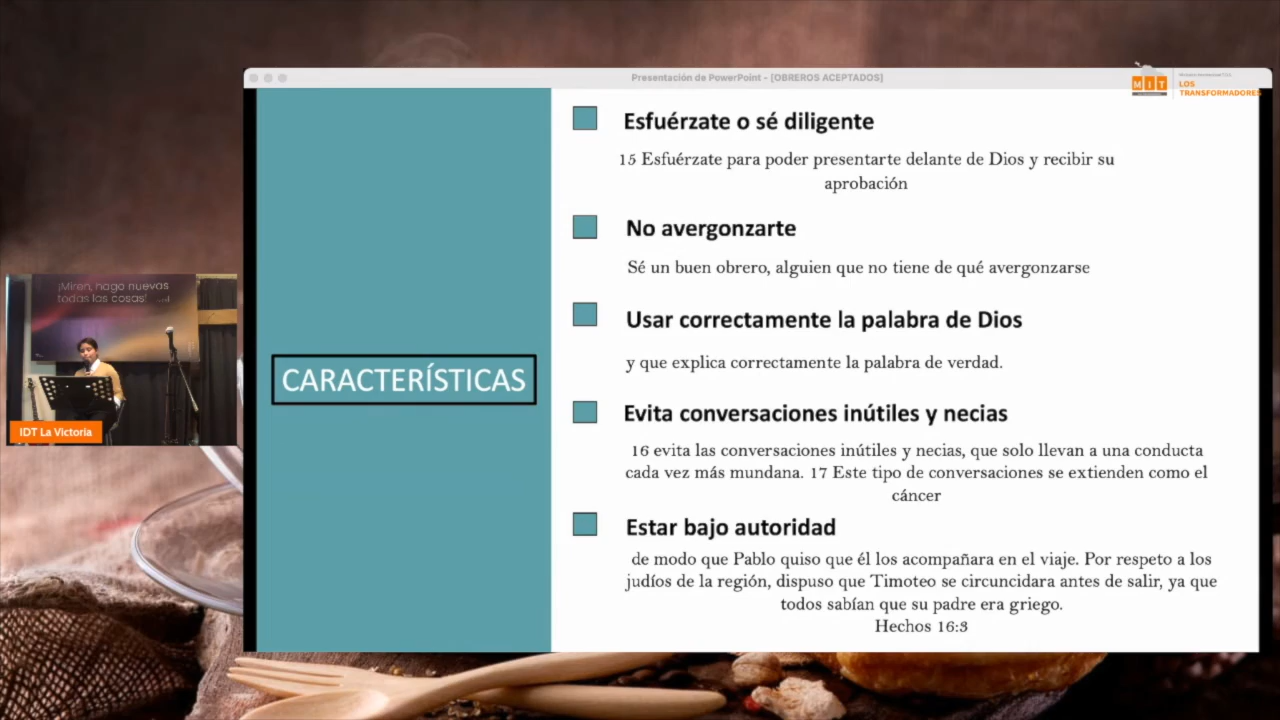 Presentación de PowerPoint - [OBREROS ACEPTADOS]
MIT
LOS
TRANSFORMADORES
Esfuérzate o sé diligente
15 Esfuérzate para poder presentarte delante de Dios y recibir su
aprobación
No avergonzarte
Sé un buen obrero, alguien que no tiene de qué avergonzarse
Usar correctamente la palabra de Dios
y que explica correctamente la palabra de verdad.
CARACTERÍSTICAS
Evita conversaciones inútiles y necias
16 evita las conversaciones inútiles y necias, que solo llevan a una conducta
cada vez más mundana. 17 Este tipo de conversaciones se extienden como el
cáncer
Estar bajo autoridad
de modo que Pablo quiso que él los acompañara en el viaje. Por respeto a los
judíos de la región, dispuso que Timoteo se circuncidara antes de salir, ya que
todos sabían que su padre era griego.
Hechos 16:3
¡Miren, hago nuevas
todas las cosas!
IDT La Victoria